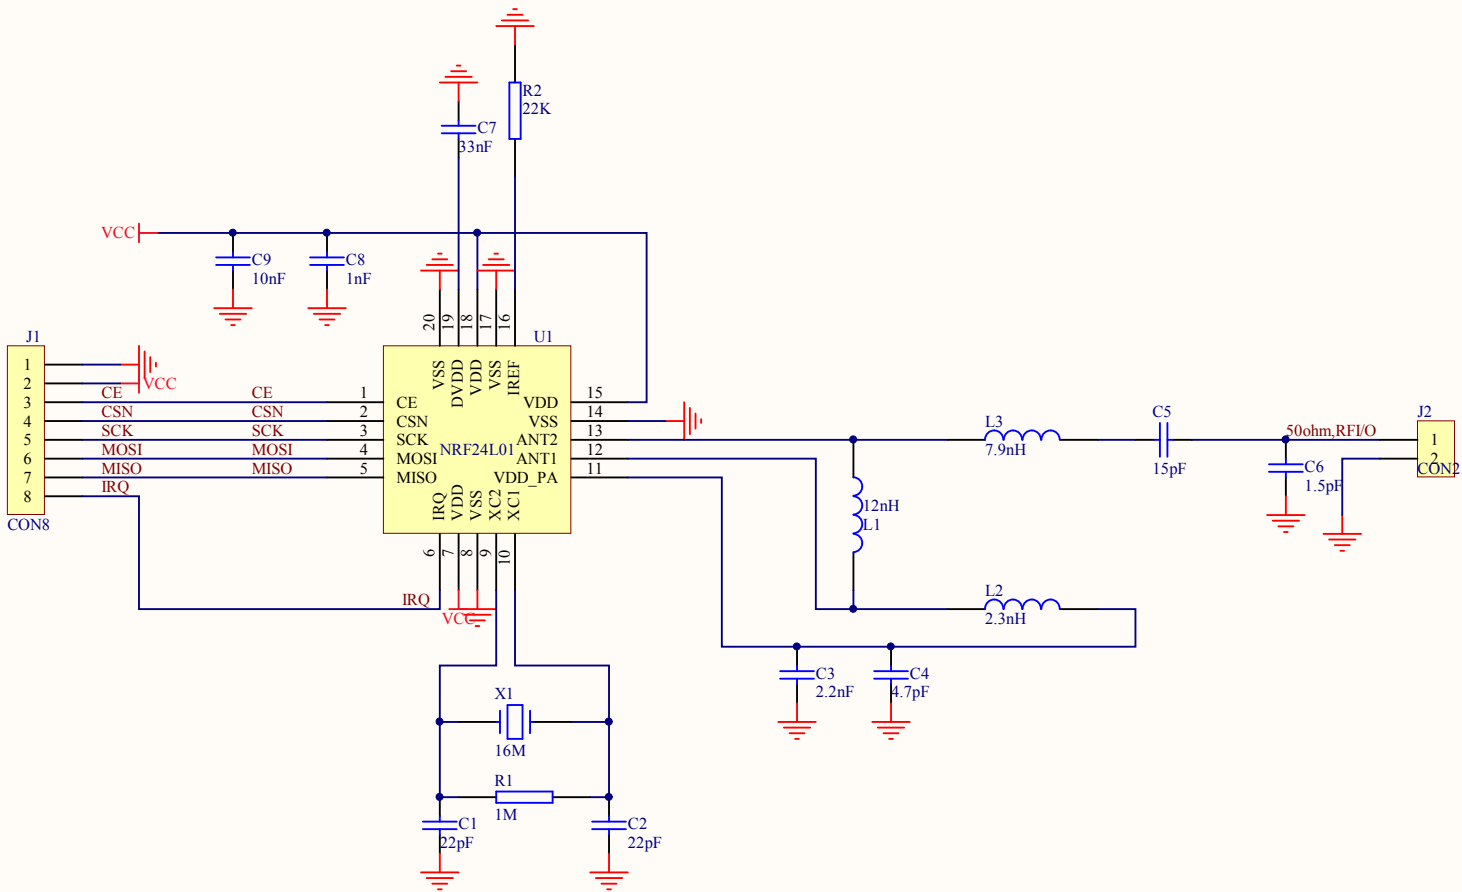 R2
22K
C7
33nF
VCC
C9
10nF
C8
1nF
20
19
18
17
16
J1
U1
1
2
3
4
5
6
7
8
CON8
VCC
CE
CSN
SCK
MOSI
MISO
IRQ
CE
CSN
SCK
MOSI
MISO
1
2
3
4
5
VSS
DVDD
VDD
VSS
IREF
CE
CSN
SCK
MOSI
MISO
NRF24L01
VDD
VSS
ANT2
ANT1
VDD_PA
IRQ
VDD
VSS
XC2
XC1
15
14
13
12
11
6
7
8
9
10
IRQ
VCC
L3
7.9nH
C5
15pF
50ohm,RFI/O
J2
1
2
CON2
C6
1.5pF
12nH
L1
L2
2.3nH
C3
2.2nF
C4
4.7pF
X1
16M
R1
1M
C1
22pF
C2
22pF